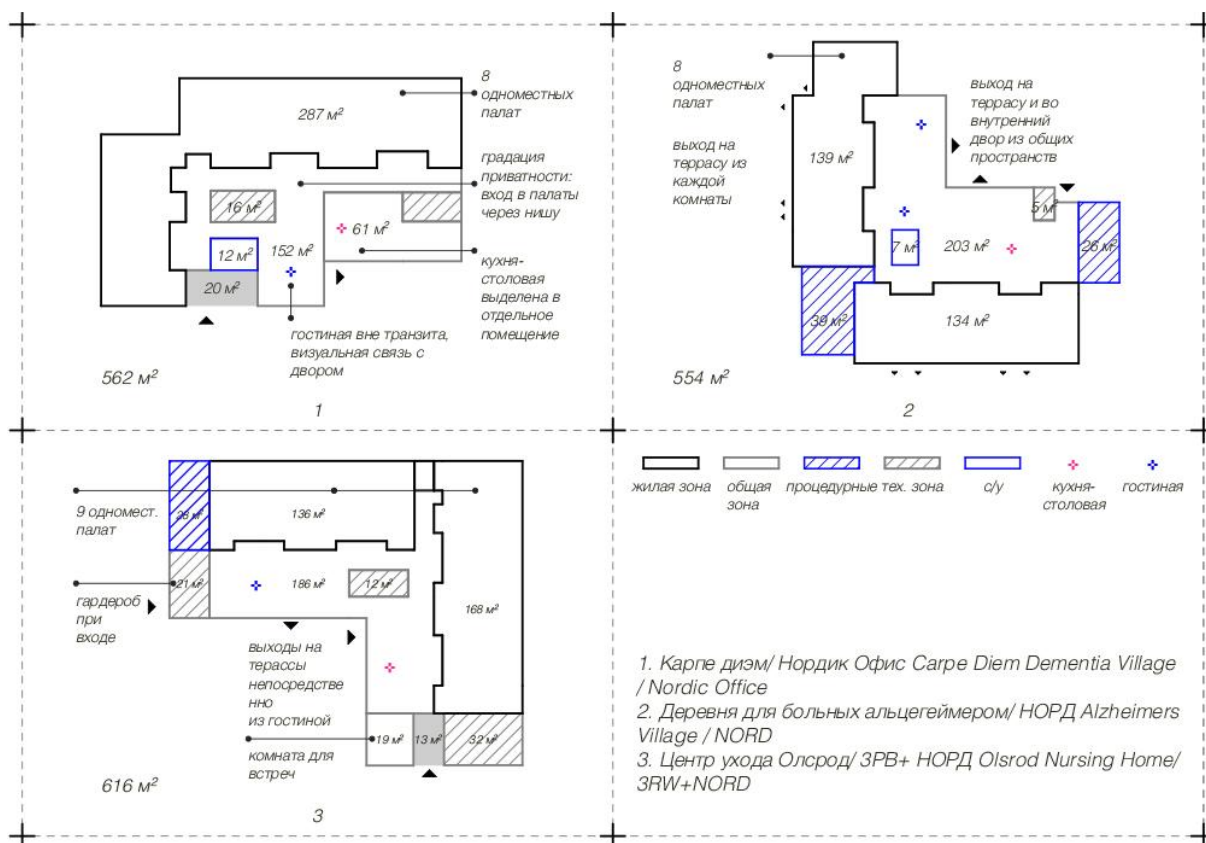 8
одноместных
палат
287 м²
градация
приватности:
вход в палаты
через нишу
16 м²
61 м²
12 м²
152 м²
20 м²
кухня-
столовая
выделена в
отдельное
помещение
гостиная вне транзита,
визуальная связь с
двором
562 м²
1
8
одноместных
палат
выход на
террасу и во
внутренний
двор из общих
пространств
выход на
террасу из
каждой
комнаты
139 м²
5 м²
7 м²
203 м²
26 м²
39 м²
134 м²
554 м²
2
9 одномест.
палат
28 м²
136 м²
21 м²
186 м²
12 м²
168 м²
гардероб
при
входе
выходы на
терассы
непосредстве
нно
из гостиной
комната для
встреч
19 м²
13 м²
32 м²
616 м²
3
жилая зона
общая
зона
процедурные
тех. зона
с/у
кухня-
столовая
гостиная
1. Карпе диэм/ Нордик Офис Carpe Diem Dementia Village
/ Nordic Office
2. Деревня для больных альцегеймером/ НОРД Alzheimers
Village / NORD
3. Центр ухода Олсрод/ 3РВ+ НОРД Olsrod Nursing Home/
3RW+NORD